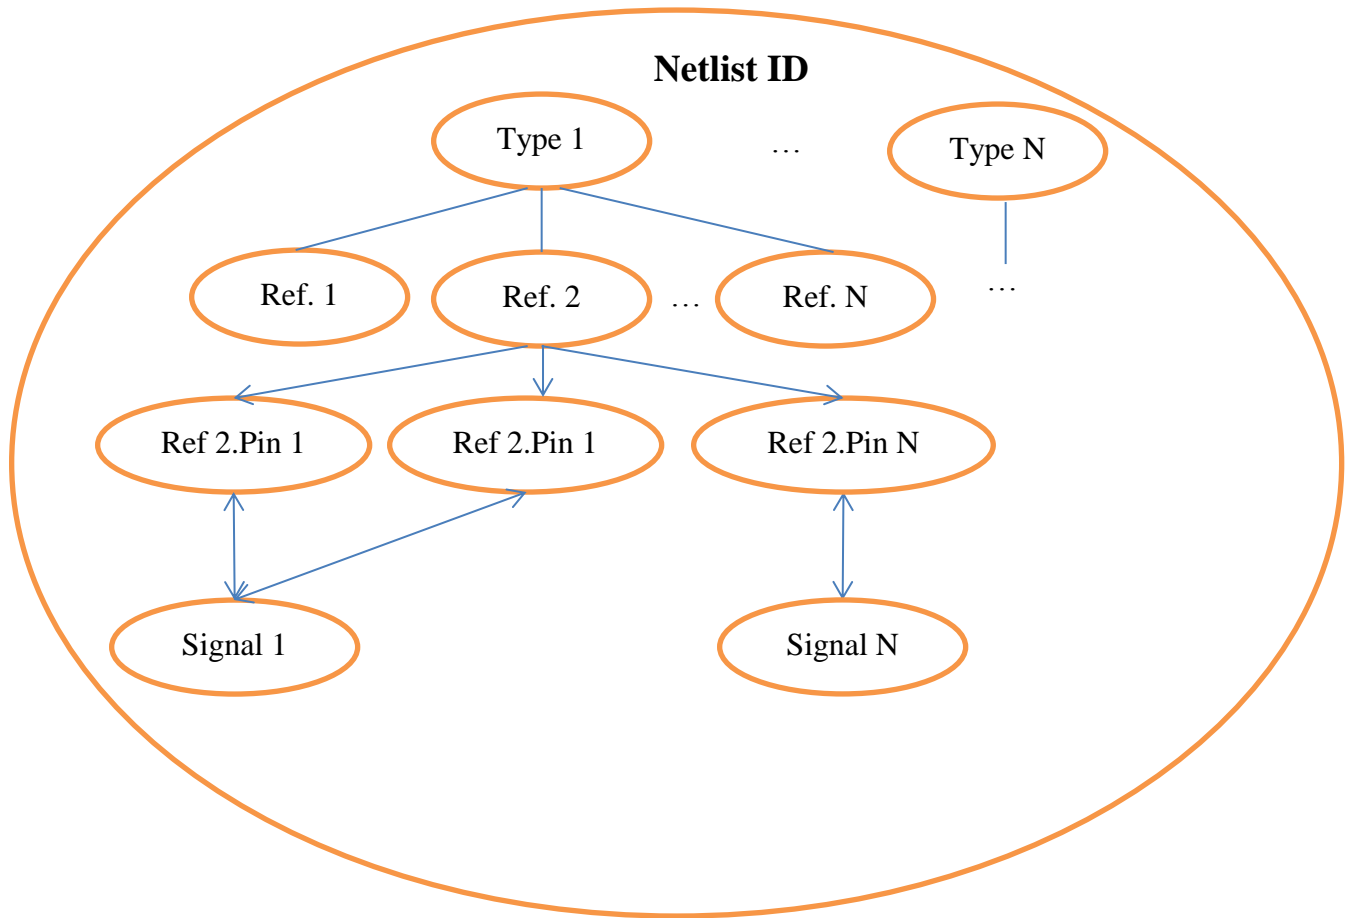 Netlist ID
Type 1
…
Type N
Ref. 1
Ref. 2
…
Ref. N
…
Ref 2.Pin 1
Ref 2.Pin 1
Ref 2.Pin N
Signal 1
Signal N